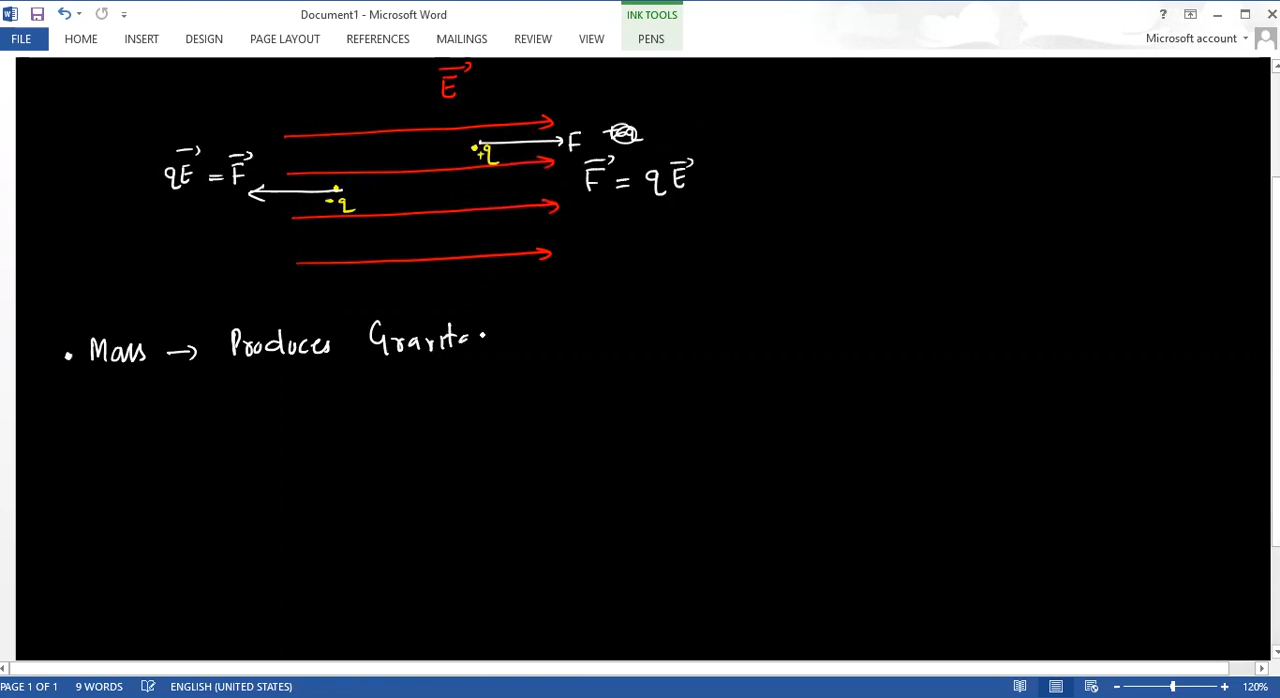 Document1 - Microsoft Word
INK TOOLS
?
FILE HOME INSERT DESIGN PAGE LAYOUT REFERENCES MAILINGS REVIEW VIEW PENS
Microsoft account
E
F
+q
qE = F
F = qE
-q
• Mass → Produces Gravita
PAGE 1 OF 1 9 WORDS ENGLISH (UNITED STATES) 120%